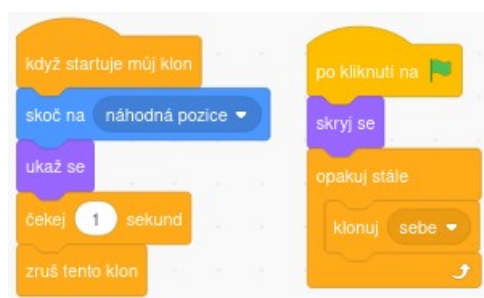 když startuje můj klon
skoč na náhodná pozice
ukaž se
čekej 1 sekund
zruš tento klon
po kliknutí na
skryj se
opakuj stále
klonuj sebe